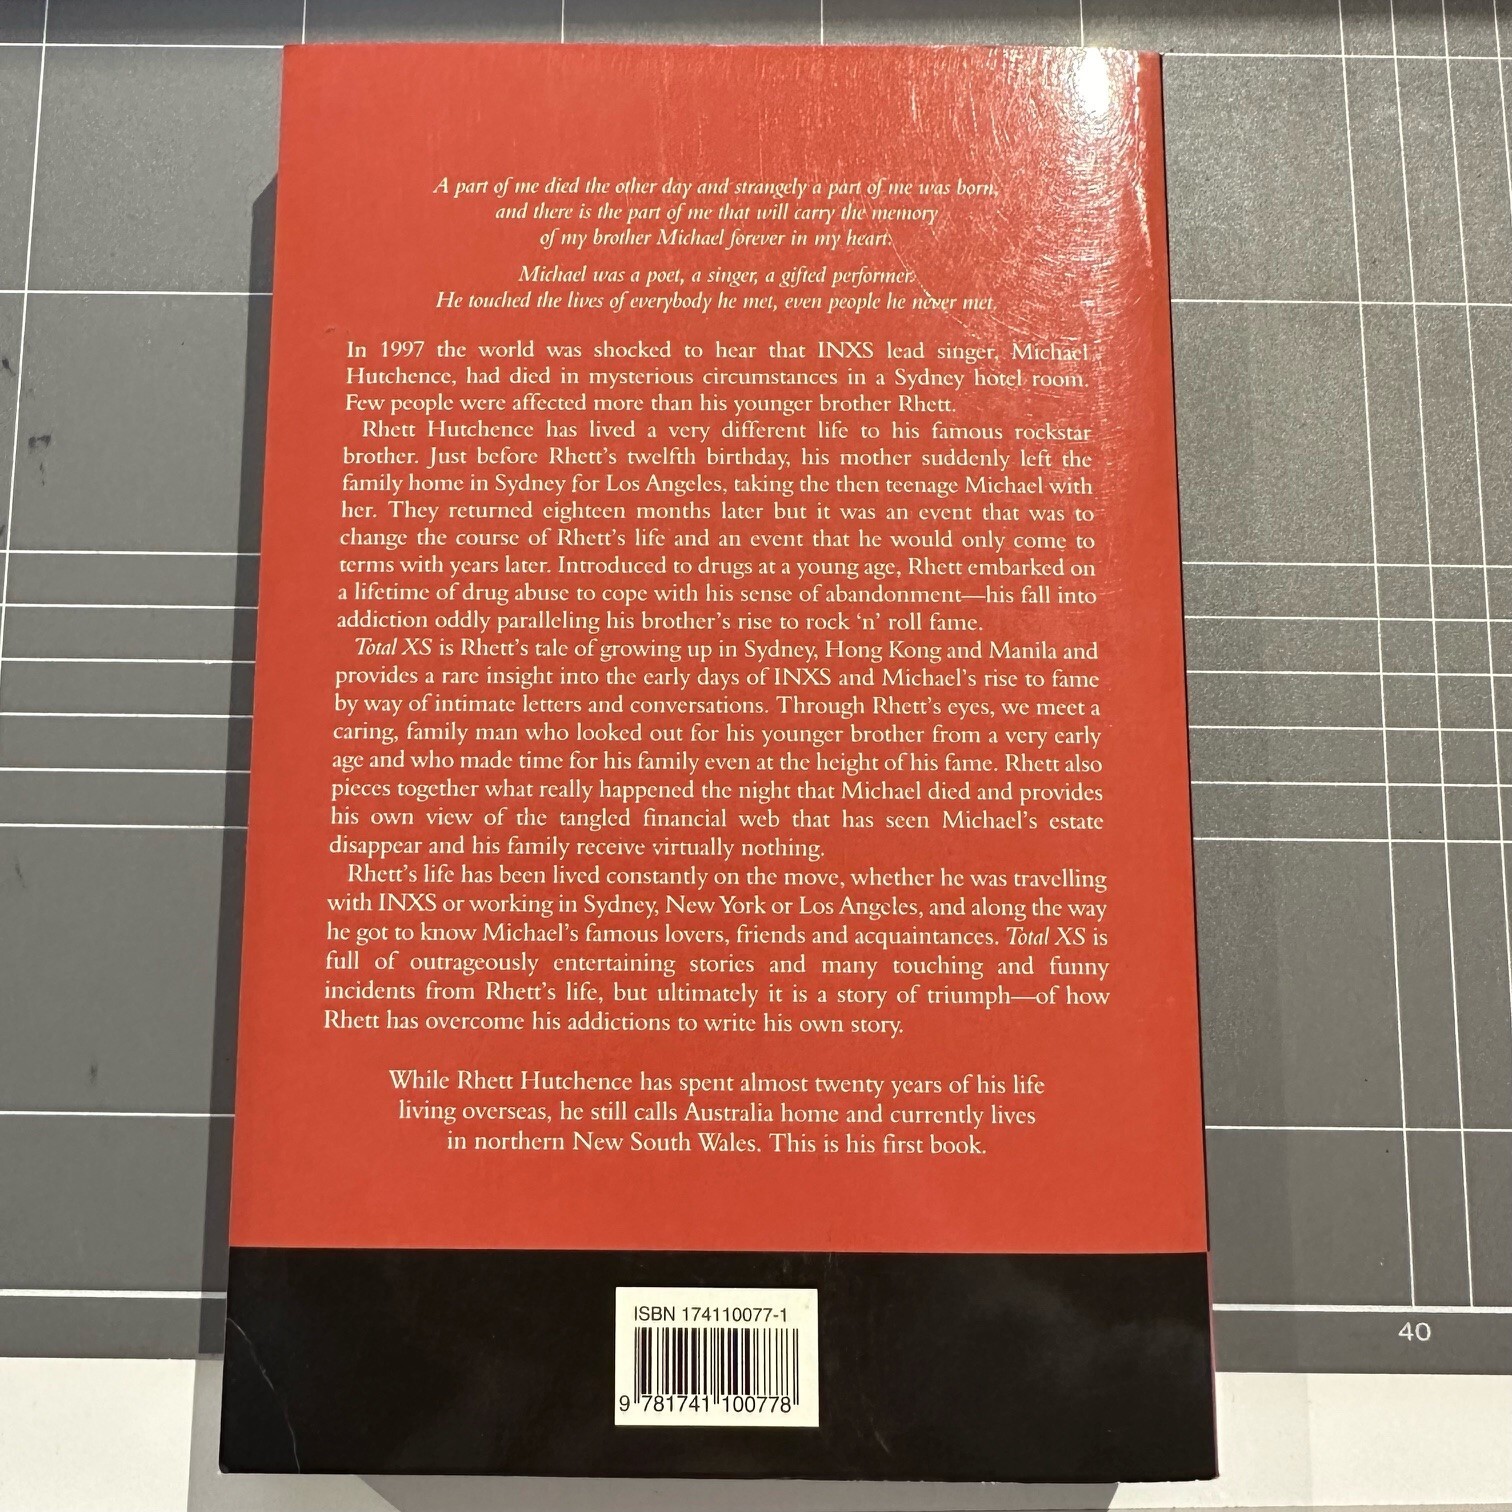 A part of me died the other day and strangely a part of me was born,
and there is the part of me that will carry the memory
of my brother Michael forever in my heart.
Michael was a poet, a singer, a gifted performer.
He touched the lives of everybody he met, even people he never met.
In 1997 the world was shocked to hear that INXS lead singer, Michael
Hutchence, had died in mysterious circumstances in a Sydney hotel room.
Few people were affected more than his younger brother Rhett.
Rhett Hutchence has lived a very different life to his famous rockstar
brother. Just before Rhett's twelfth birthday, his mother suddenly left the
family home in Sydney for Los Angeles, taking the then teenage Michael with
her. They returned eighteen months later but it was an event that was to
change the course of Rhett's life and an event that he would only come to
terms with years later. Introduced to drugs at a young age, Rhett embarked on
a lifetime of drug abuse to cope with his sense of abandonment—his fall into
addiction oddly paralleling his brother's rise to rock 'n' roll fame.
Total XS is Rhett's tale of growing up in Sydney, Hong Kong and Manila and
provides a rare insight into the early days of INXS and Michael's rise to fame
by way of intimate letters and conversations. Through Rhett's eyes, we meet a
caring, family man who looked out for his younger brother from a very early
age and who made time for his family even at the height of his fame. Rhett also
pieces together what really happened the night that Michael died and provides
his own view of the tangled financial web that has seen Michael's estate
disappear and his family receive virtually nothing.
Rhett's life has been lived constantly on the move, whether he was travelling
with INXS or working in Sydney, New York or Los Angeles, and along the way
he got to know Michael's famous lovers, friends and acquaintances. Total XS is
full of outrageously entertaining stories and many touching and funny
incidents from Rhett's life, but ultimately it is a story of triumph—of how
Rhett has overcome his addictions to write his own story.
While Rhett Hutchence has spent almost twenty years of his life
living overseas, he still calls Australia home and currently lives
in northern New South Wales. This is his first book.
ISBN 174110077-1
9 781741 100778
40